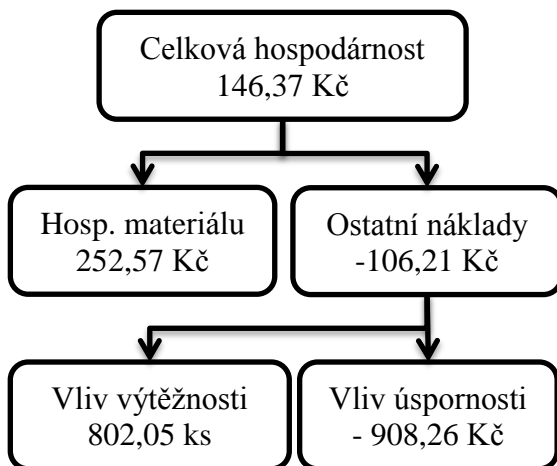 Celková hospodárnost
146,37 Kč
Hosp. materiálu
252,57 Kč
Ostatní náklady
-106,21 Kč
Vliv výtěžnosti
802,05 ks
Vliv úspornosti
- 908,26 Kč